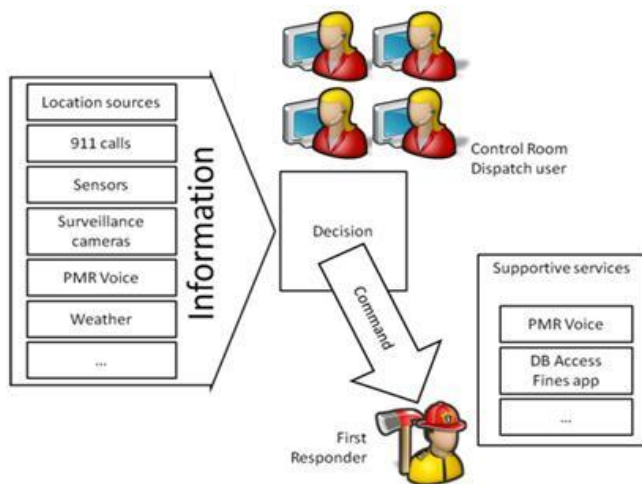 Location sources
911 calls
Sensors
Surveillance
cameras
PMR Voice
Weather
...
Information
Control Room
Dispatch user
Decision
Command
First
Responder
Supportive services
PMR Voice
DB Access
Fines app
...